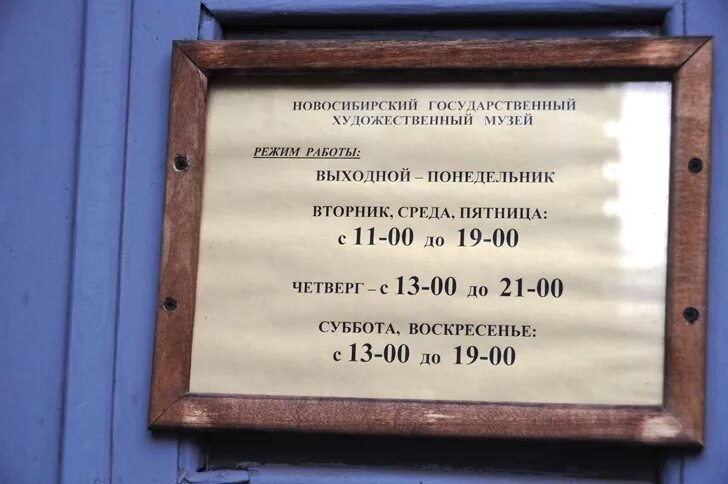 НОВОСИБИРСКИЙ ГОСУДАРСТВЕННЫЙ
ХУДОЖЕСТВЕННЫЙ МУЗЕЙ
РЕЖИМ РАБОТЫ:
ВЫХОДНОЙ – ПОНЕДЕЛЬНИК
ВТОРНИК, СРЕДА, ПЯТНИЦА:
с 11-00 до 19-00
ЧЕТВЕРГ – с 13-00 до 21-00
СУББОТА, ВОСКРЕСЕНЬЕ:
с 13-00 до 19-00